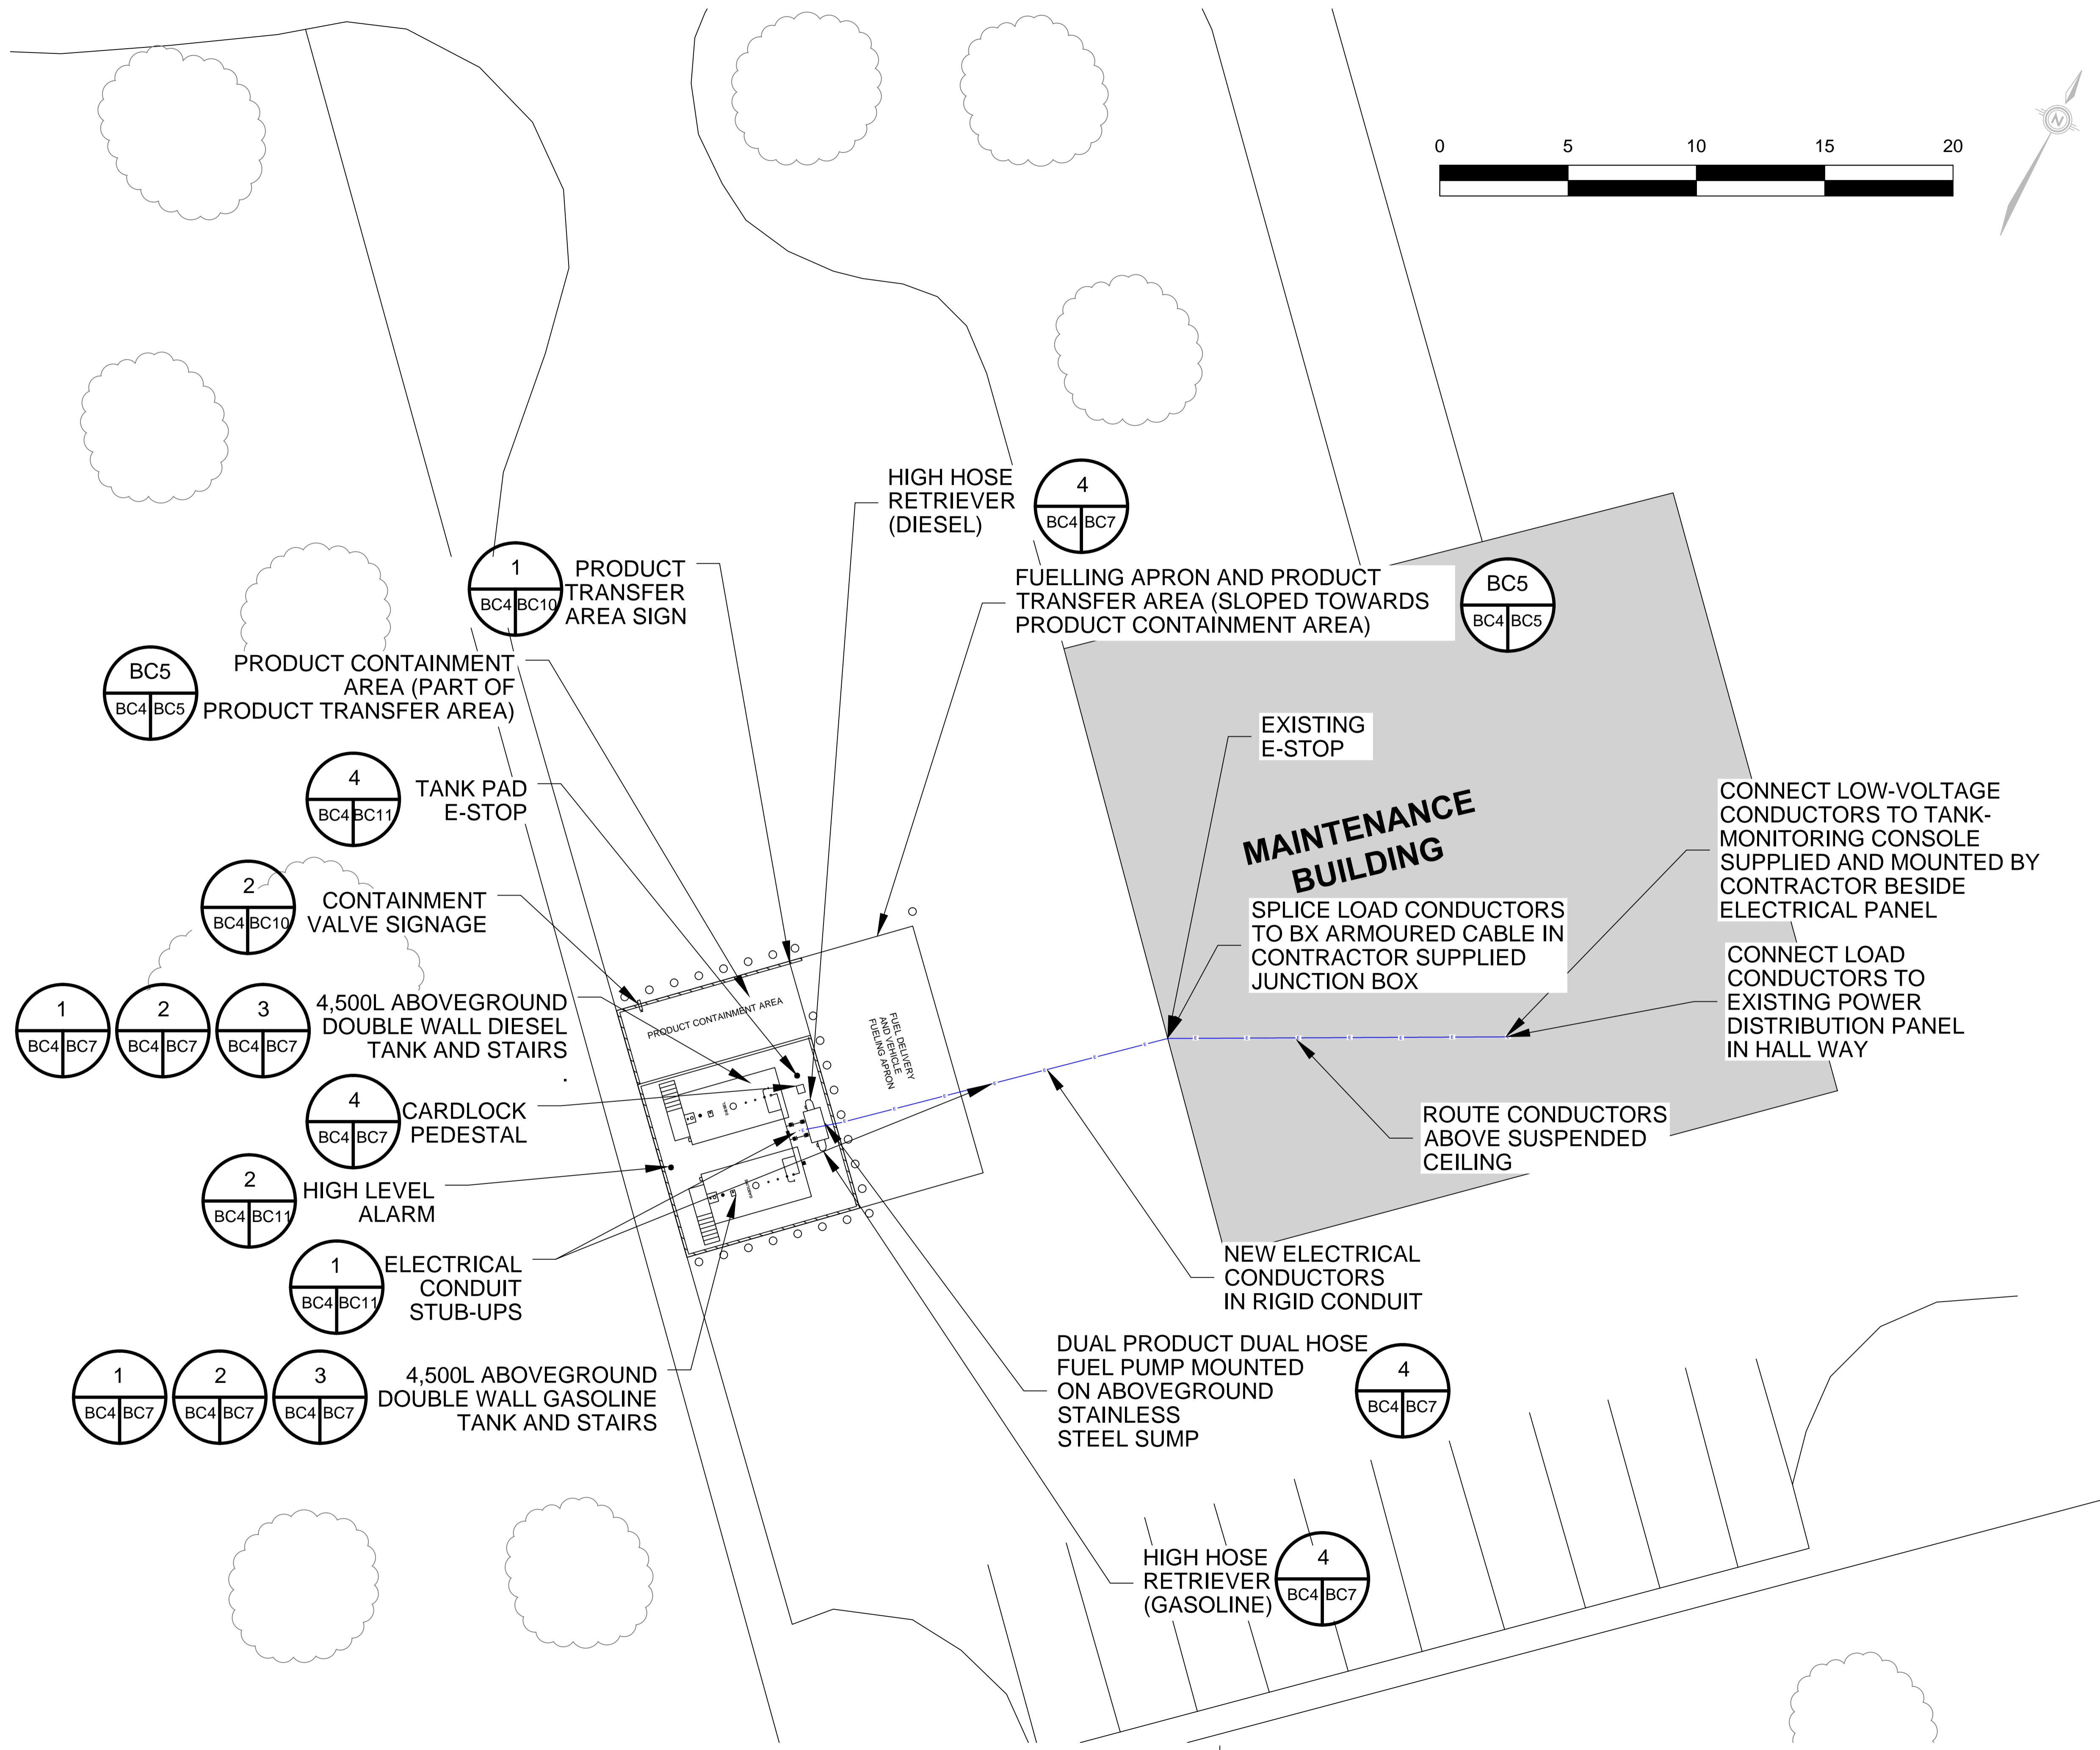 0 5 10 15 20
N
HIGH HOSE
RETRIEVER
(DIESEL)
4
BC4 BC7
1
BC4 BC10
PRODUCT
TRANSFER
AREA SIGN
FUELLING APRON AND PRODUCT
TRANSFER AREA (SLOPED TOWARDS
PRODUCT CONTAINMENT AREA)
BC5
BC4 BC5
BC5
BC4 BC5
PRODUCT CONTAINMENT
AREA (PART OF
PRODUCT TRANSFER AREA)
EXISTING
E-STOP
4
BC4 BC11
TANK PAD
E-STOP
MAINTENANCE
BUILDING
CONNECT LOW-VOLTAGE
CONDUCTORS TO TANK-
MONITORING CONSOLE
SUPPLIED AND MOUNTED BY
CONTRACTOR BESIDE
ELECTRICAL PANEL
2
BC4 BC10
CONTAINMENT
VALVE SIGNAGE
SPLICE LOAD CONDUCTORS
TO BX ARMOURED CABLE IN
CONTRACTOR SUPPLIED
JUNCTION BOX
CONNECT LOAD
CONDUCTORS TO
EXISTING POWER
DISTRIBUTION PANEL
IN HALL WAY
1
BC4 BC7
2
BC4 BC7
3
BC4 BC7
4,500L ABOVEGROUND
DOUBLE WALL DIESEL
TANK AND STAIRS
PRODUCT CONTAINMENT AREA
FUEL DELIVERY
AND VEHICLE
FUELING APRON
4
BC4 BC7
CARDLOCK
PEDESTAL
ROUTE CONDUCTORS
ABOVE SUSPENDED
CEILING
2
BC4 BC11
HIGH LEVEL
ALARM
1
BC4 BC11
ELECTRICAL
CONDUIT
STUB-UPS
NEW ELECTRICAL
CONDUCTORS
IN RIGID CONDUIT
1
BC4 BC7
2
BC4 BC7
3
BC4 BC7
4,500L ABOVEGROUND
DOUBLE WALL GASOLINE
TANK AND STAIRS
DUAL PRODUCT DUAL HOSE
FUEL PUMP MOUNTED
ON ABOVEGROUND
STAINLESS
STEEL SUMP
4
BC4 BC7
HIGH HOSE
RETRIEVER
(GASOLINE)
4
BC4 BC7